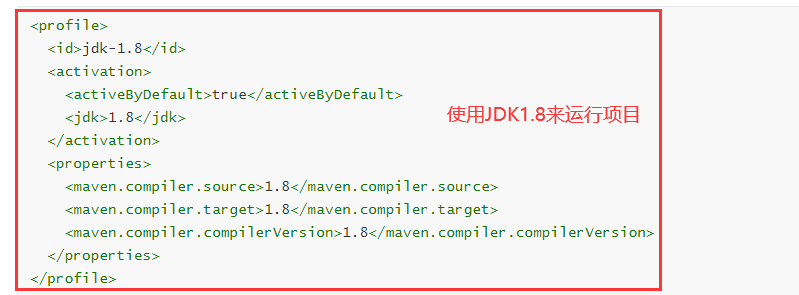 <profile>
<id>jdk-1.8</id>
<activation>
<activeByDefault>true</activeByDefault>
<jdk>1.8</jdk>
使用JDK1.8来运行项目
</activation>
<properties>
<maven.compiler.source>1.8</maven.compiler.source>
<maven.compiler.target>1.8</maven.compiler.target>
<maven.compiler.compilerVersion>1.8</maven.compiler.compilerVersion>
</properties>
</profile>